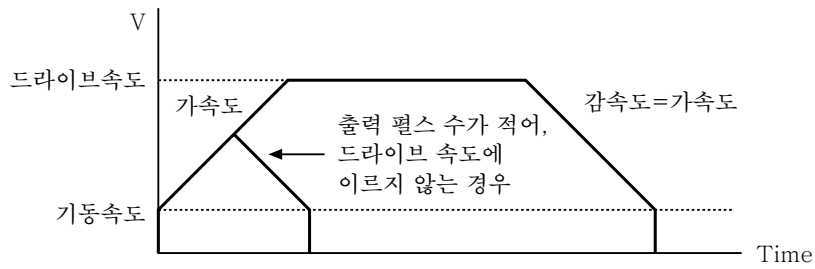 V
드라이브속도
가속도
감속도=가속도
출력 펄스 수가 적어,
드라이브 속도에
이르지 않는 경우
기동속도
Time